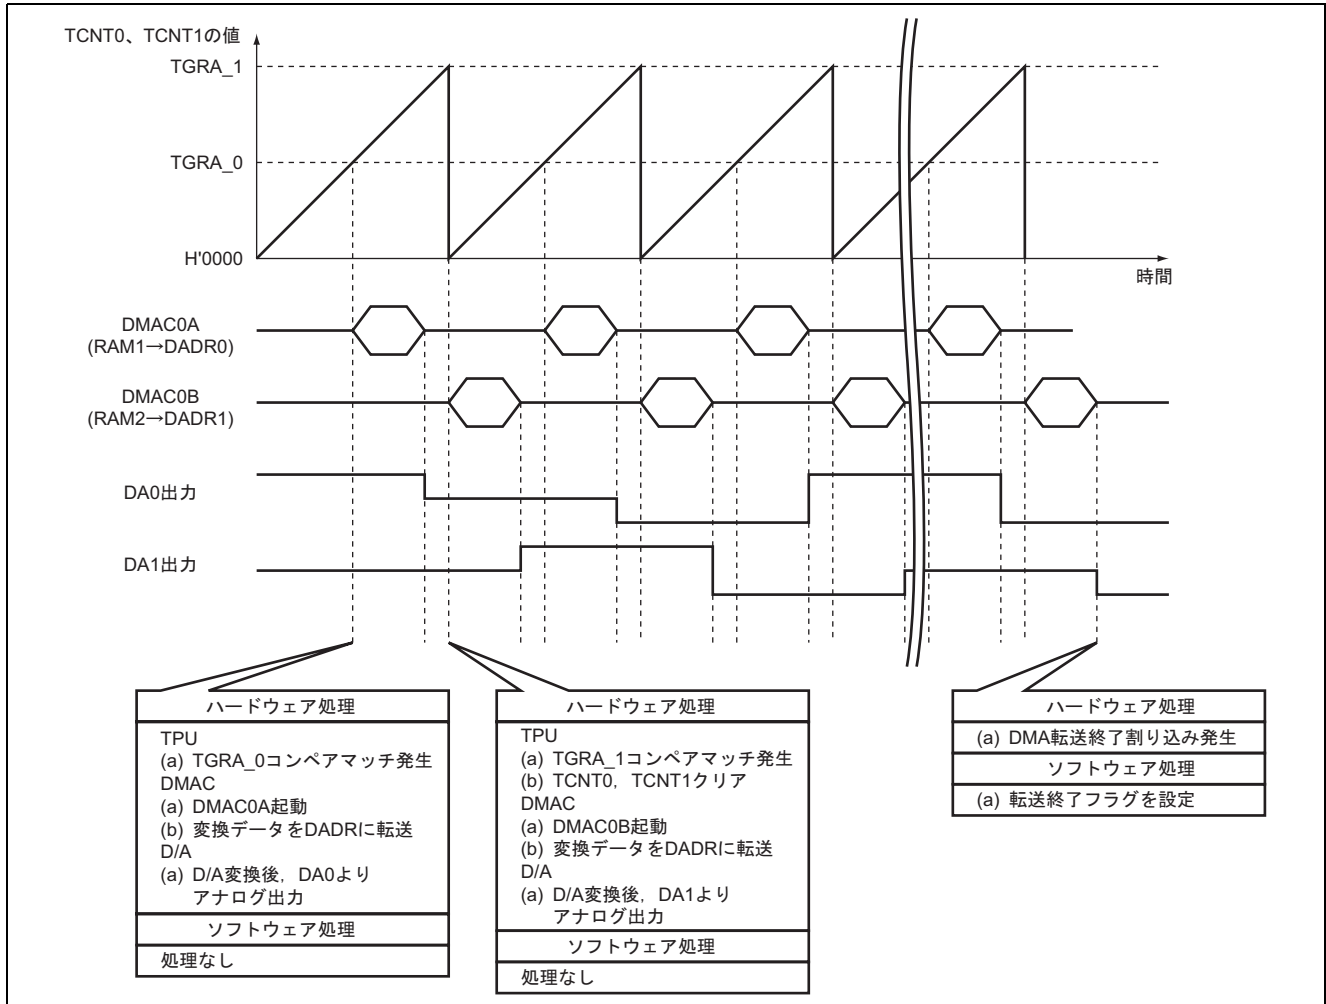 TCNT0、TCNT1の値
TGRA_1
TGRA_0
H'0000
時間
DMAC0A
(RAM1→DADR0)
DMAC0B
(RAM2→DADR1)
DA0出力
DA1出力
ハードウェア処理
TPU
(a) TGRA_0コンペアマッチ発生
DMAC
(a) DMAC0A起動
(b) 変換データをDADRに転送
D/A
(a) D/A変換後，DA0より
アナログ出力
ソフトウェア処理
処理なし
ハードウェア処理
TPU
(a) TGRA_1コンペアマッチ発生
(b) TCNT0，TCNT1クリア
DMAC
(a) DMAC0B起動
(b) 変換データをDADRに転送
D/A
(a) D/A変換後，DA1より
アナログ出力
ソフトウェア処理
処理なし
ハードウェア処理
(a) DMA転送終了割り込み発生
ソフトウェア処理
(a) 転送終了フラグを設定